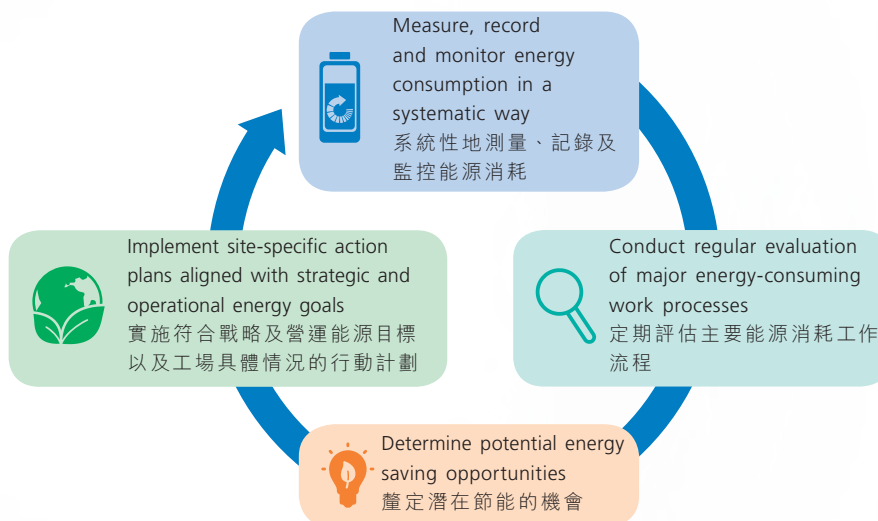 Measure, record
and monitor energy
consumption in a
systematic way
系統性地測量、記錄及
監控能源消耗
Conduct regular evaluation
of major energy-consuming
work processes
定期評估主要能源消耗工作
流程
Determine potential energy
saving opportunities
釐定潛在節能的機會
Implement site-specific action
plans aligned with strategic and
operational energy goals
實施符合戰略及營運能源目標
以及工場具體情況的行動計劃